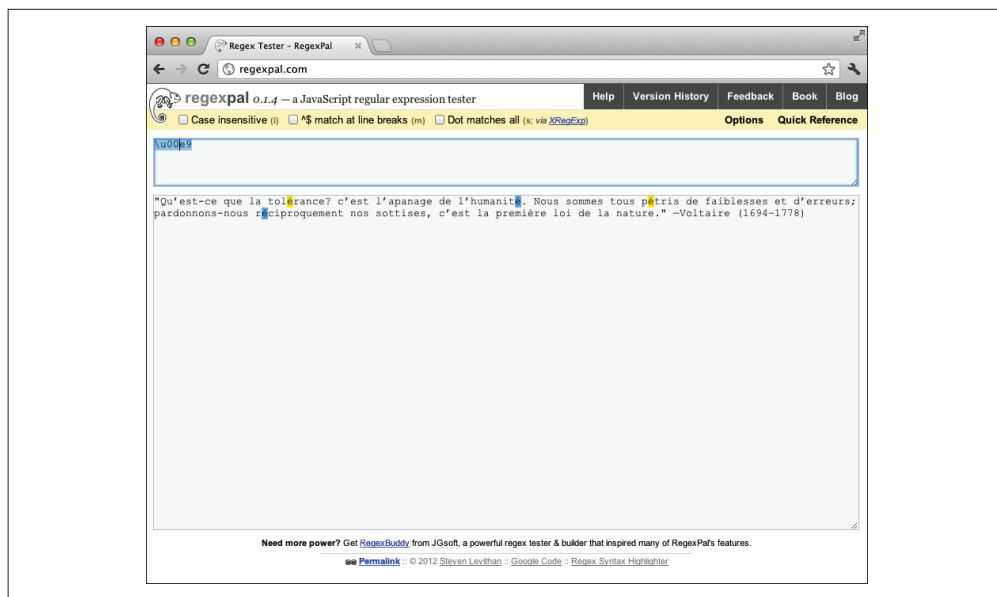 Regex Tester – RegexPal
regexpal.com
regexpal 0.1.4 — a JavaScript regular expression tester
Help Version History Feedback Book Blog
Case insensitive (i) ^$ match at line breaks (m) Dot matches all (s; via XRegExp)
Options Quick Reference
\u00e9
"Qu’est-ce que la tolérance? c’est l’apanage de l’humanité. Nous sommes tous pétris de faiblesses et d’erreurs;
pardonnons-nous réciproquement nos sottises, c’est la première loi de la nature." —Voltaire (1694-1778)
Need more power? Get RegexBuddy from JGsoft, a powerful regex tester & builder that inspired many of RegexPal's features.
Permalink :: © 2012 Steven Levithan :: Google Code :: Regex Syntax Highlighter